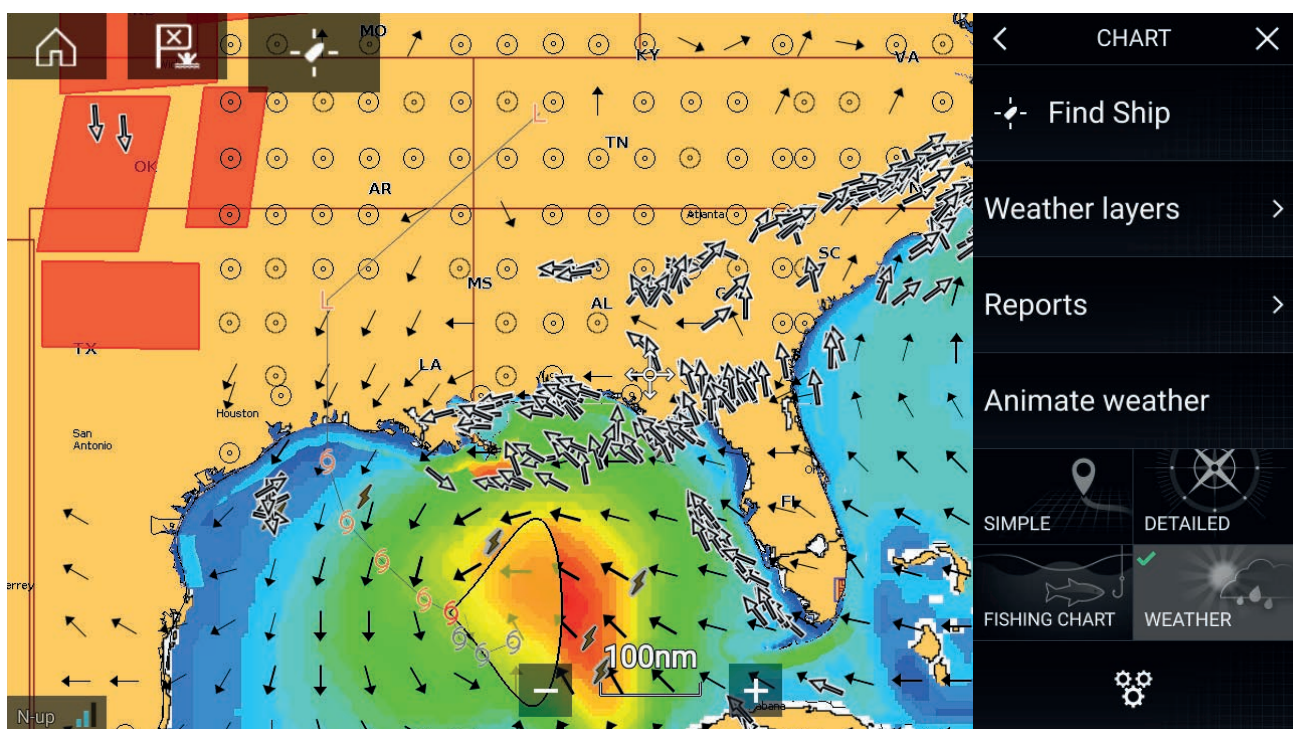 MO
KY
VA
TN
OK
AR
Atlanta
SC
MS
AL
TX
LA
Houston
San
Antonio
FL
100nm
N-up
CHART
Find Ship
Weather layers
Reports
Animate weather
SIMPLE
DETAILED
FISHING CHART
WEATHER